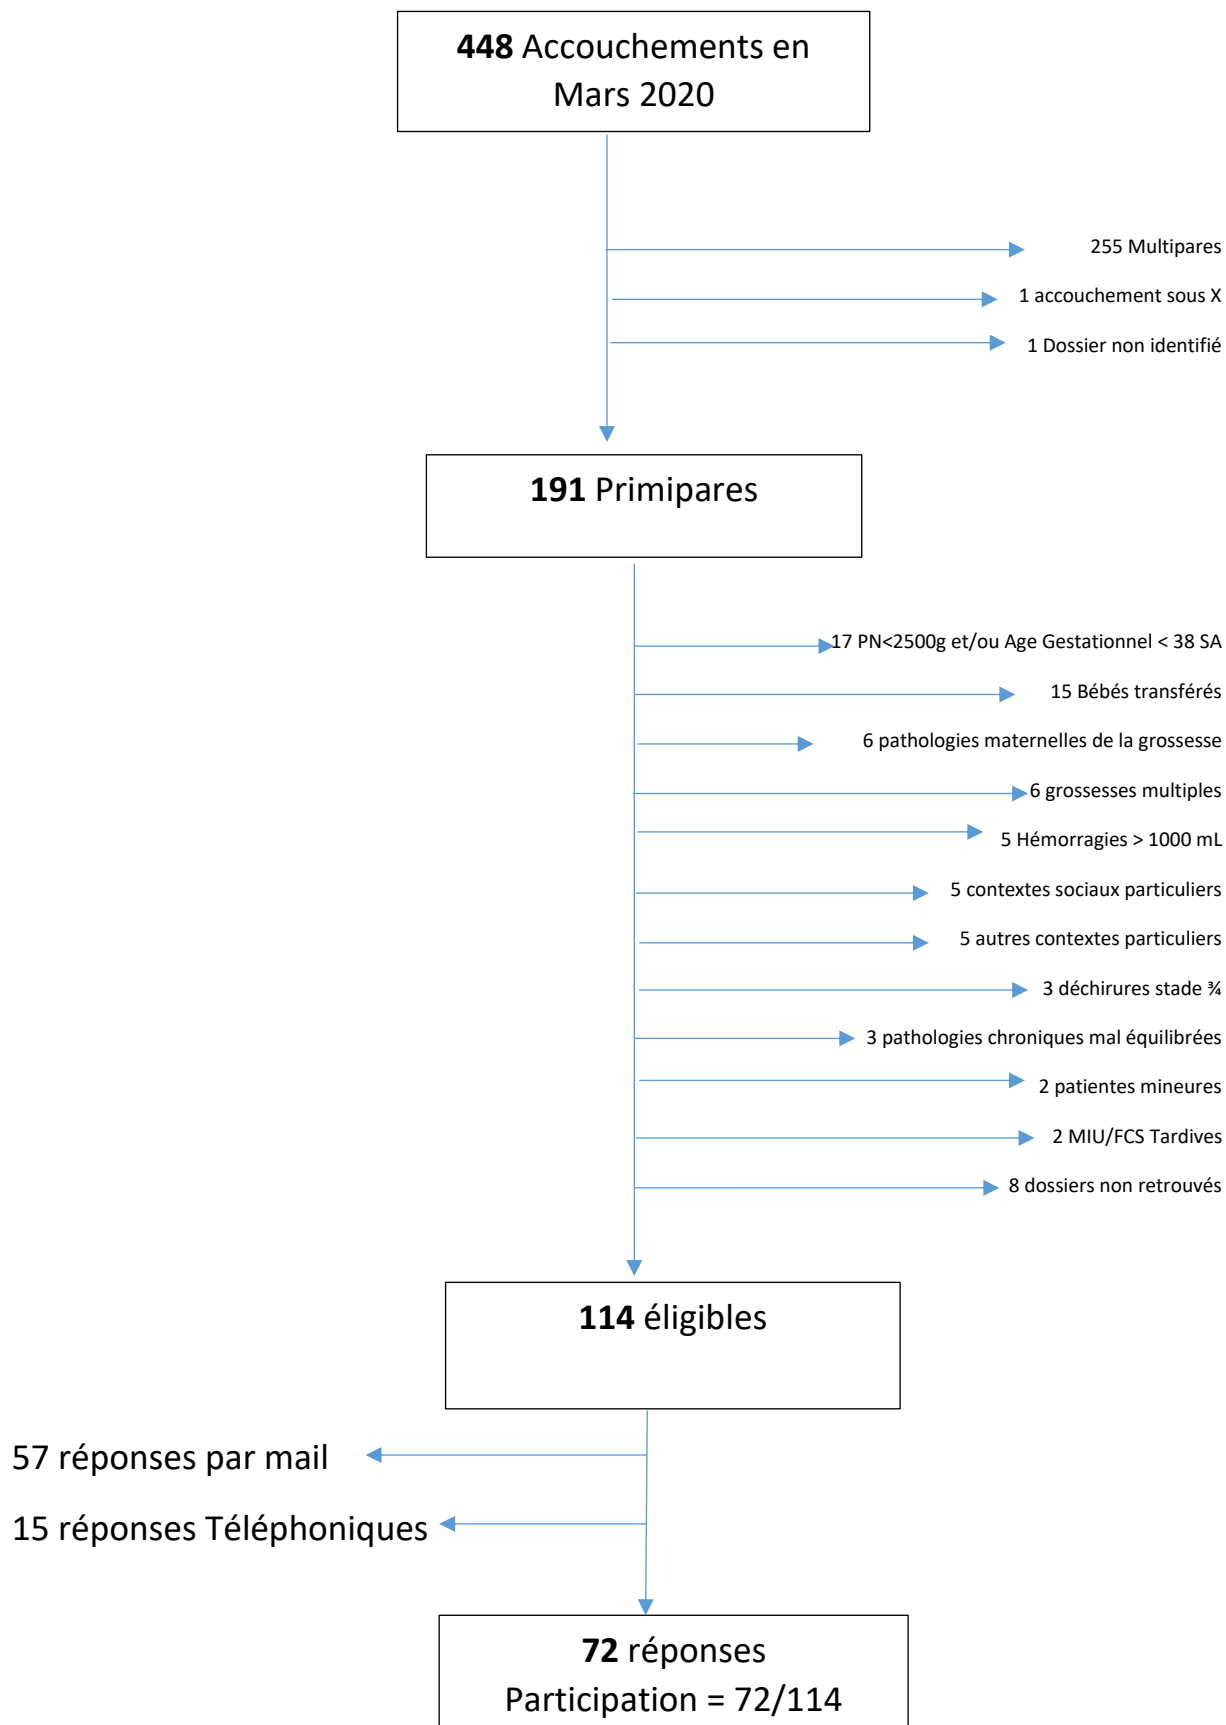 448 Accouchements en
Mars 2020
255 Multipares
1 accouchement sous X
1 Dossier non identifié
191 Primipares
17 PN<2500g et/ou Age Gestationnel < 38 SA
15 Bébés transférés
6 pathologies maternelles de la grossesse
6 grossesses multiples
5 Hémorragies > 1000 mL
5 contextes sociaux particuliers
5 autres contextes particuliers
3 déchirures stade ¾
3 pathologies chroniques mal équilibrées
2 patientes mineures
2 MIU/FCS Tardives
8 dossiers non retrouvés
114 éligibles
57 réponses par mail
15 réponses Téléphoniques
72 réponses
Participation = 72/114